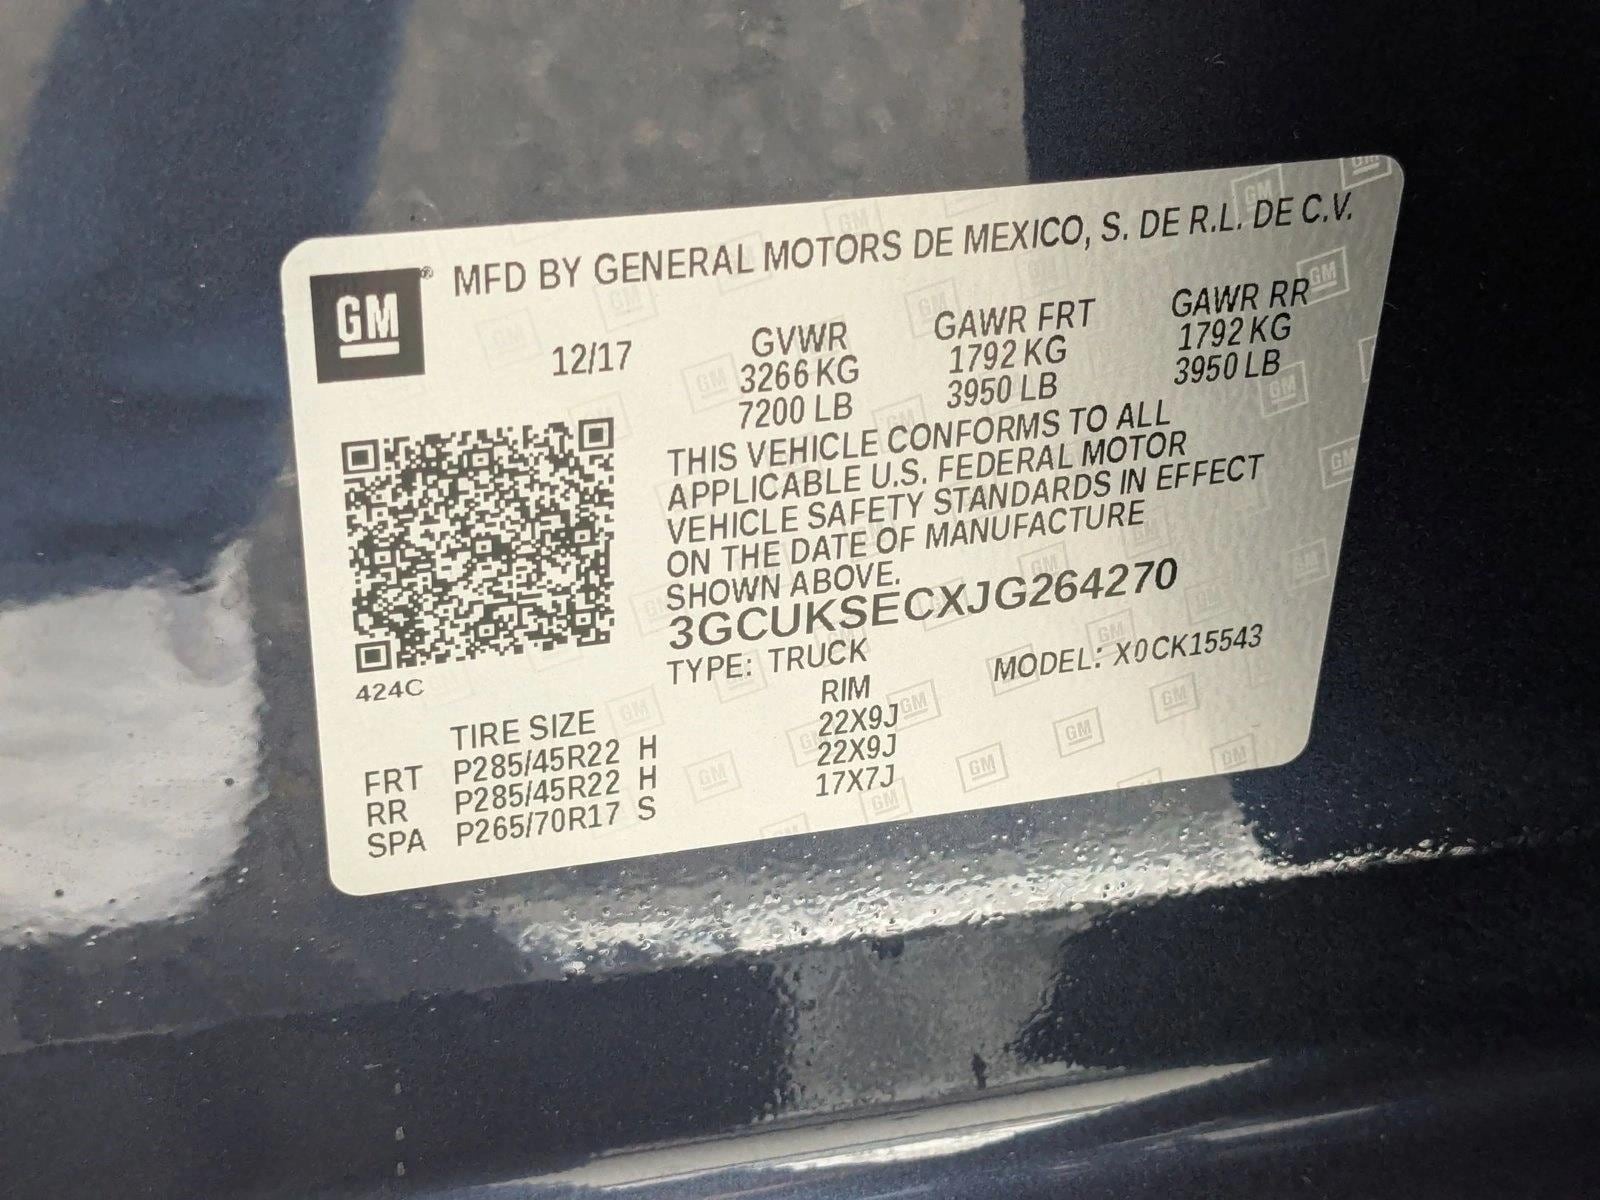 GM® MFD BY GENERAL MOTORS DE MEXICO, S. DE R.L. DE C.V.
12/17 GVWR GAWR FRT GAWR RR
3266 KG 1792 KG 1792 KG
7200 LB 3950 LB 3950 LB
THIS VEHICLE CONFORMS TO ALL
APPLICABLE U.S. FEDERAL MOTOR
VEHICLE SAFETY STANDARDS IN EFFECT
ON THE DATE OF MANUFACTURE
SHOWN ABOVE.
3GCUKSECXJG264270
TYPE: TRUCK MODEL: X0CK15543
424C
TIRE SIZE RIM
FRT P285/45R22 H 22X9J
RR P285/45R22 H 22X9J
SPA P265/70R17 S 17X7J